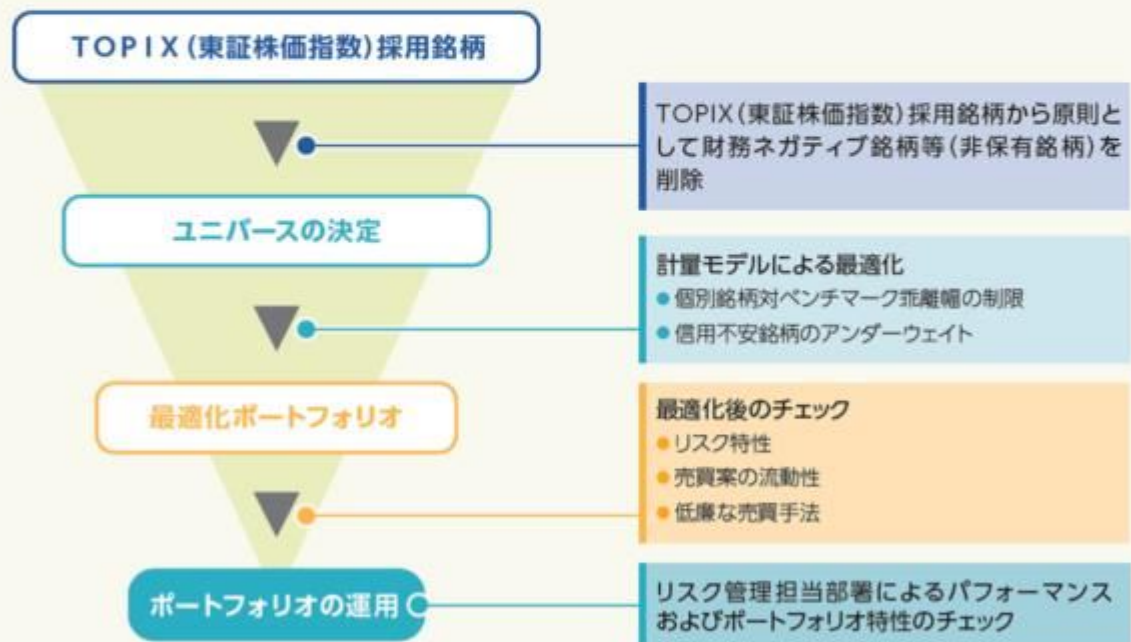 TOPIX(東証株価指数)採用銘柄
TOPIX(東証株価指数)採用銘柄から原則と
して財務ネガティブ銘柄等(非保有銘柄)を
削除
ユニバースの決定
計量モデルによる最適化
●個別銘柄対ベンチマーク乖離幅の制限
●信用不安銘柄のアンダーウェイト
最適化ポートフォリオ
最適化後のチェック
●リスク特性
●売買案の流動性
●低廉な売買手法
ポートフォリオの運用
リスク管理担当部署によるパフォーマンス
およびポートフォリオ特性のチェック